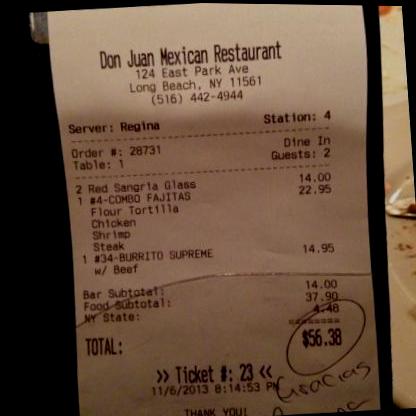 Don Juan Mexican Restaurant
124 East Park Ave
Long Beach, NY 11561
(516) 442-4944
Server: Regina Station: 4
Order #: 28731 Dine In
Table: 1 Guests: 2
2 Red Sangria Glass 14.00
1 #4-COMBO FAJITAS 22.95
Flour Tortilla
Chicken
Shrimp
Steak
1 #34-BURRITO SUPREME 14.95
w/ Beef
Bar Subtotal: 14.00
Food Subtotal: 37.90
NY State: 4.48
TOTAL: $56.38
>> Ticket #: 23 <<
11/6/2013 8:14:53 PM
Gracias
THANK YOU!